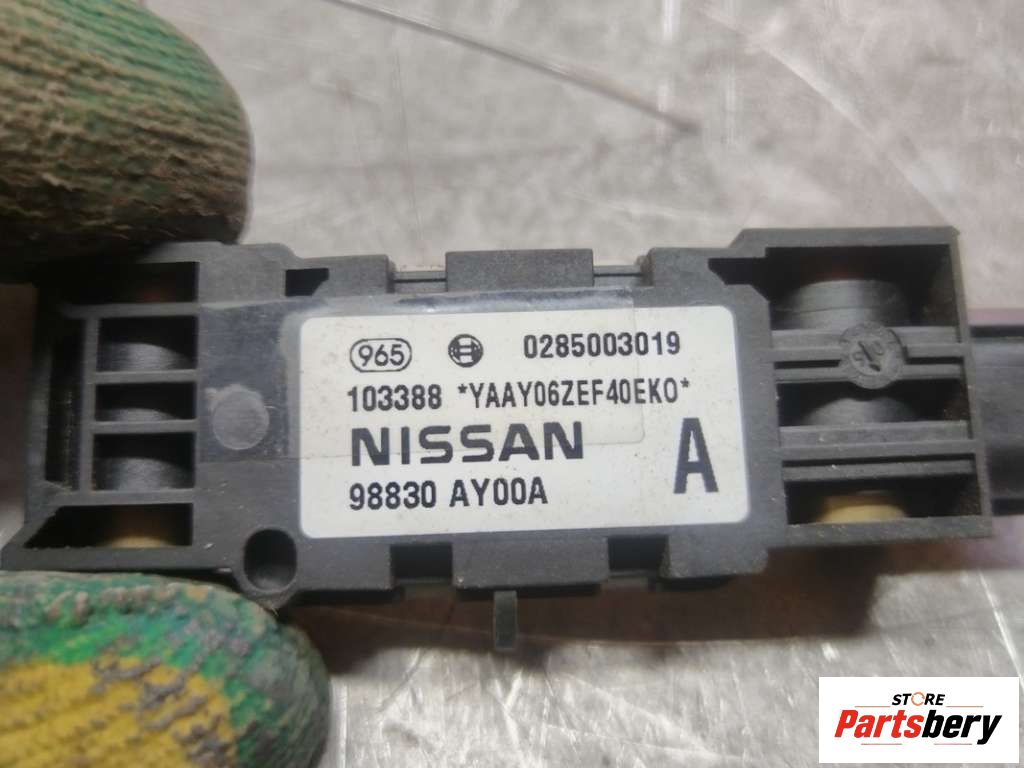 965 0285003019
103388 *YAAY06ZEF40EK0*
NISSAN
98830 AY00A
A
STORE
Partsbery